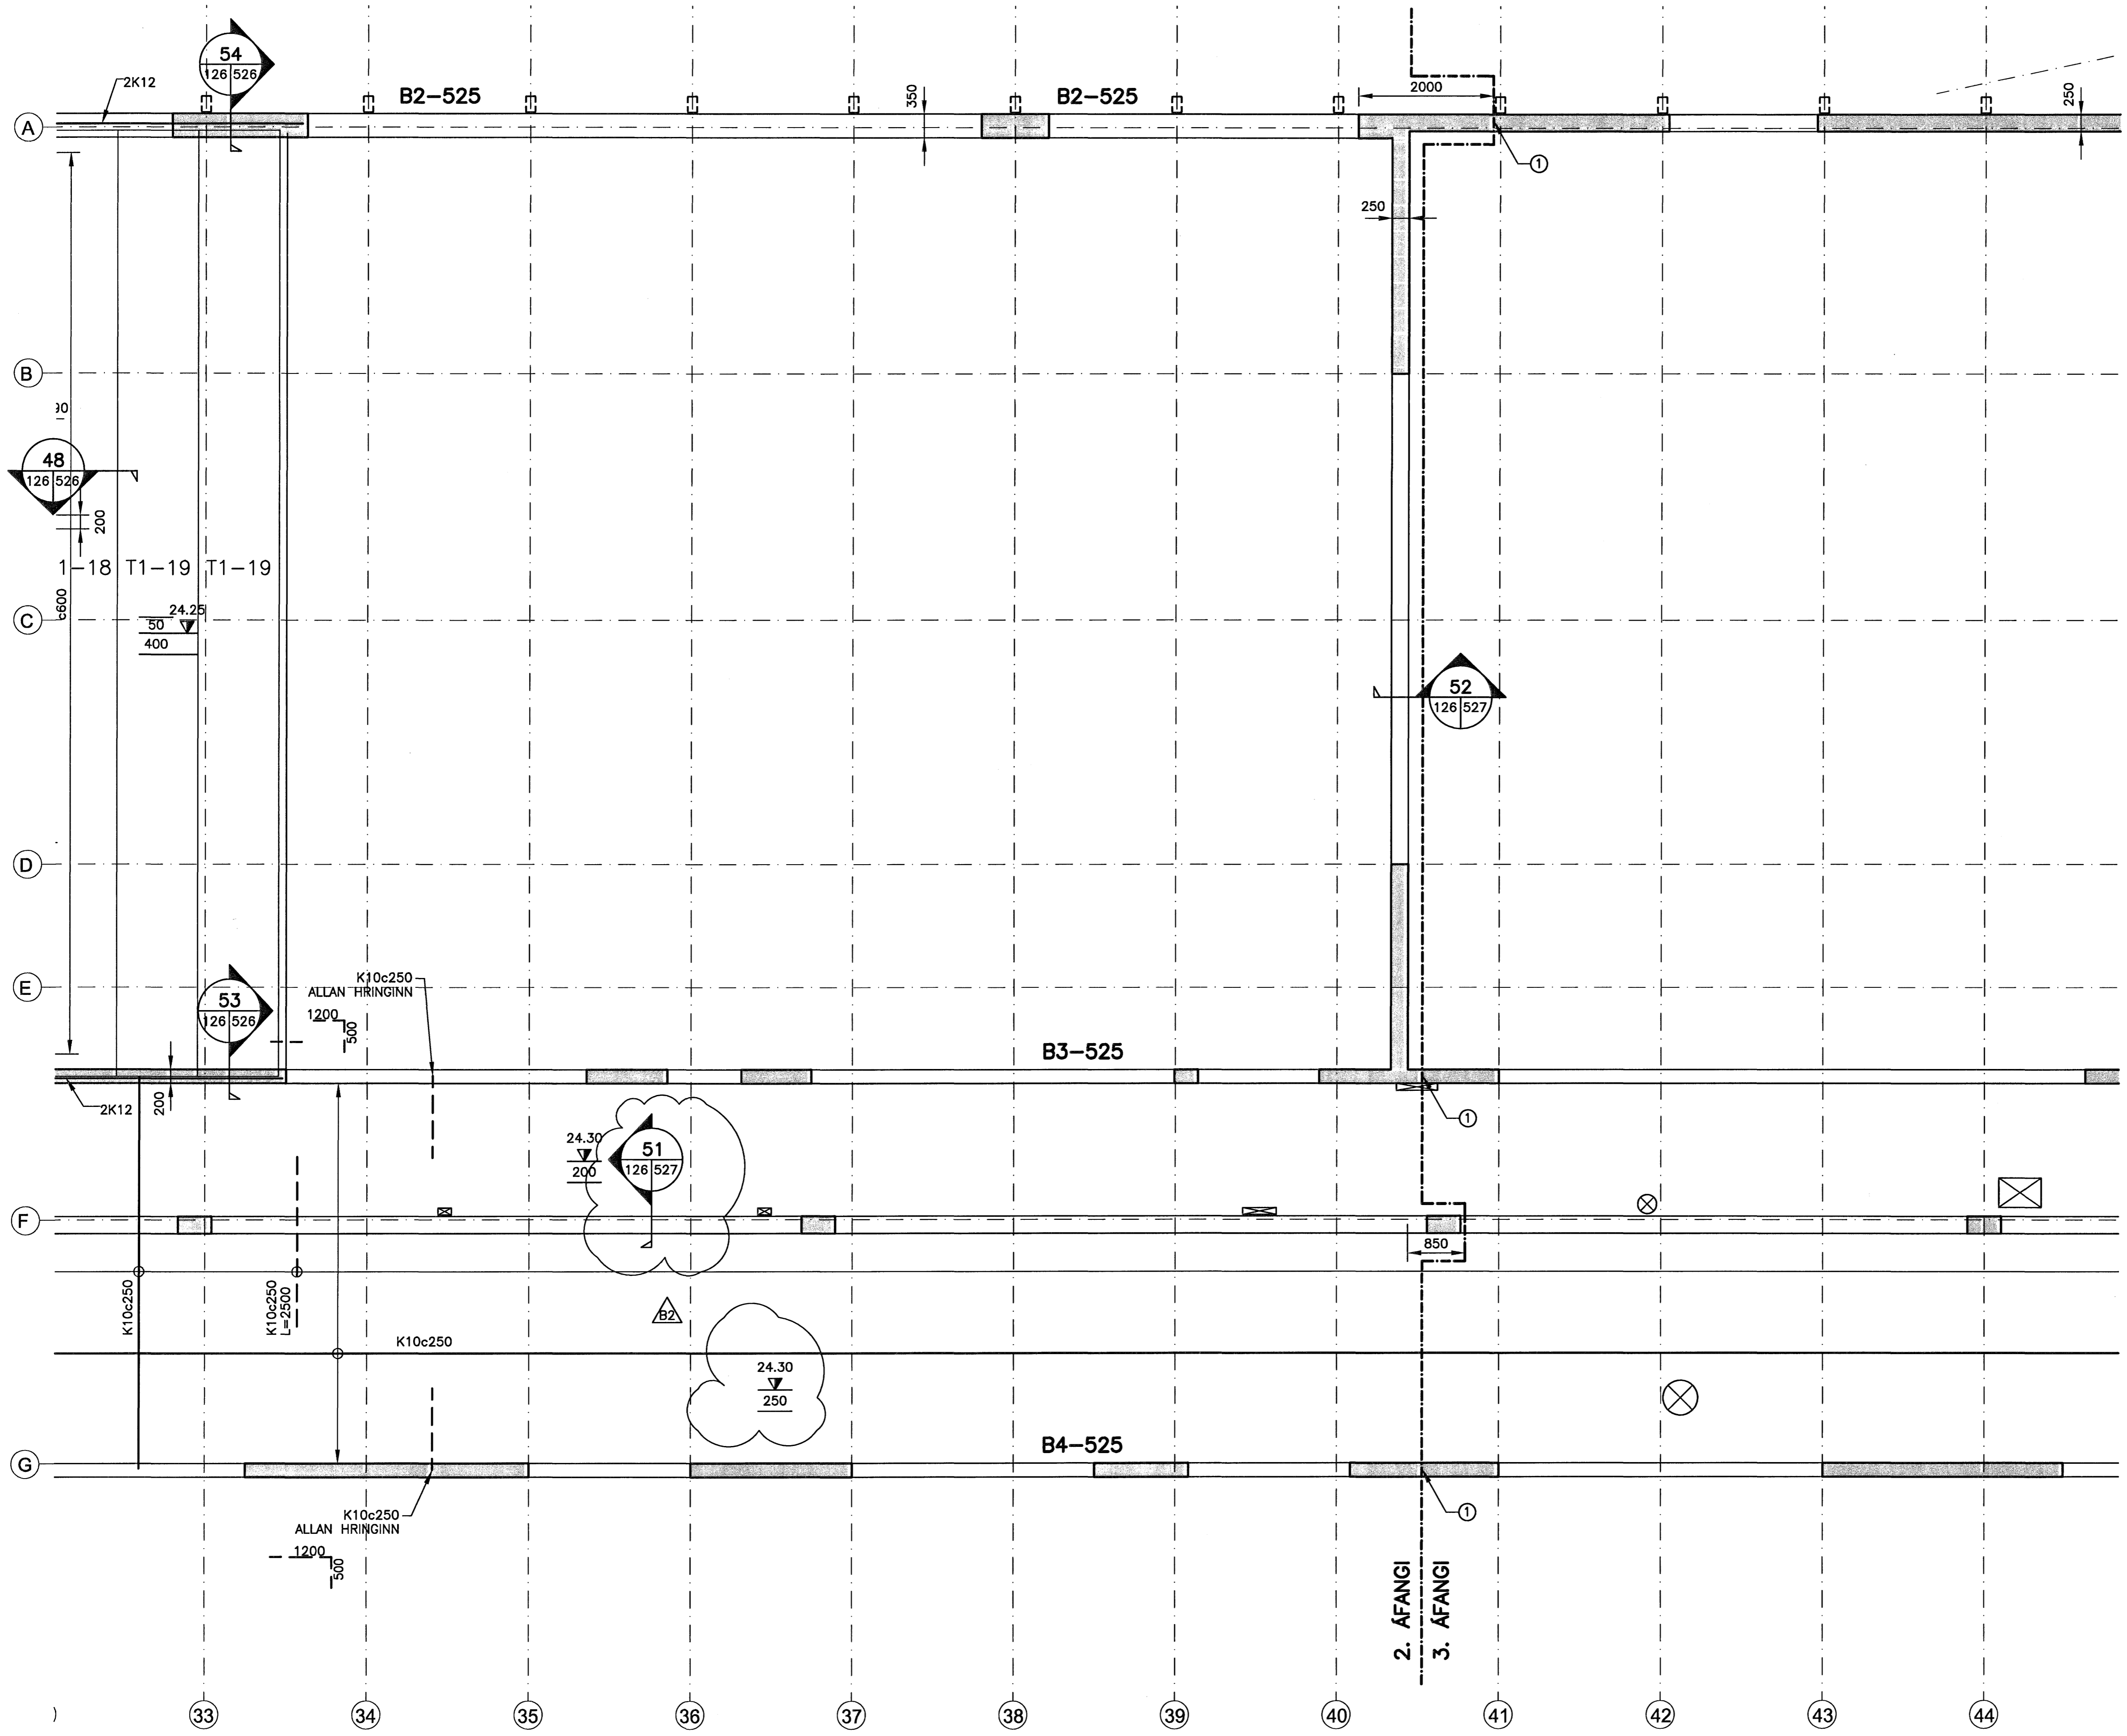 54
126 526
2K12
B2-525
350
B2-525
2000
250
A
1
250
B
48
126 526
200
1-18 T1-19 T1-19
c600
24.25
50
400
C
52
126 527
D
E
53
126 526
K10c250
ALLAN HRINGINN
1200
500
B3-525
2K12
200
1
24.30
200
51
126 527
F
850
K10c250
K10c250
L=2500
B2
K10c250
24.30
250
B4-525
G
K10c250
ALLAN HRINGINN
1200
500
1
2. ÁFANGI
3. ÁFANGI
33 34 35 36 37 38 39 40 41 42 43 44